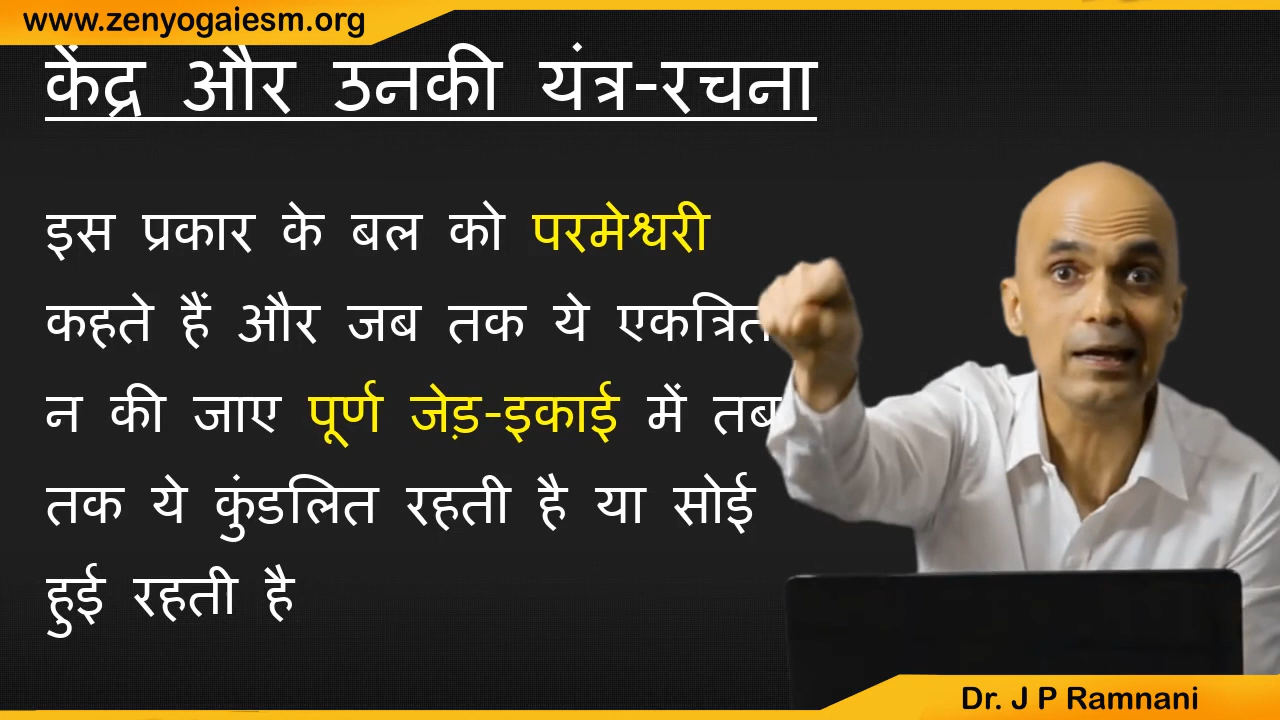 www.zenyogaiesm.org
केंद्र और उनकी यंत्र-रचना
इस प्रकार के बल को परमेश्वरी
कहते हैं और जब तक ये एकत्रित
न की जाए पूर्ण जेड़-इकाई में तब
तक ये कुंडलित रहती है या सोई
हुई रहती है
Dr. J P Ramnani